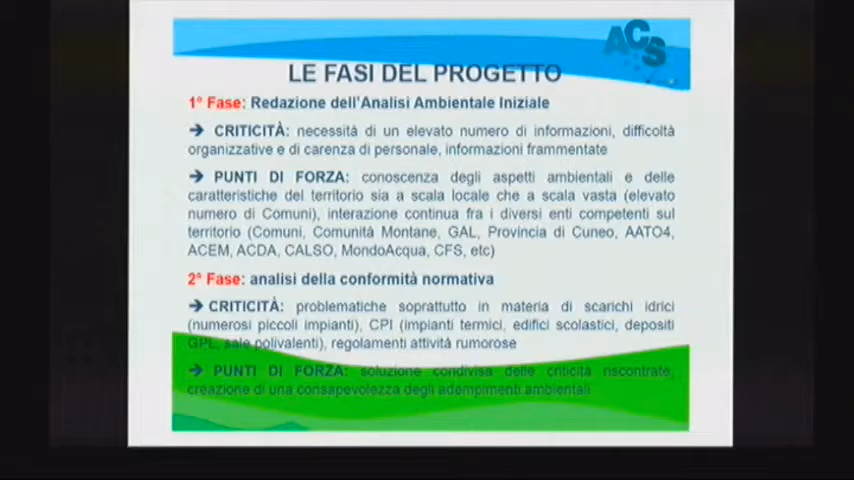 ACS
LE FASI DEL PROGETTO
1° Fase: Redazione dell'Analisi Ambientale Iniziale
➔ CRITICITÀ: necessità di un elevato numero di informazioni, difficoltà
organizzative e di carenza di personale, informazioni frammentate
➔ PUNTI DI FORZA: conoscenza degli aspetti ambientali e delle
caratteristiche del territorio sia a scala locale che a scala vasta (elevato
numero di Comuni), interazione continua fra i diversi enti competenti sul
territorio (Comuni, Comunità Montane, GAL, Provincia di Cuneo, AATO4,
ACEM, ACDA, CALSO, MondoAcqua, CFS, etc)
2° Fase: analisi della conformità normativa
➔ CRITICITÀ: problematiche soprattutto in materia di scarichi idrici
(numerosi piccoli impianti), CPI (impianti termici, edifici scolastici, depositi
GPL, sale polivalenti), regolamenti attività rumorose
➔ PUNTI DI FORZA: soluzione condivisa delle criticità riscontrate,
creazione di una consapevolezza degli adempimenti ambientali